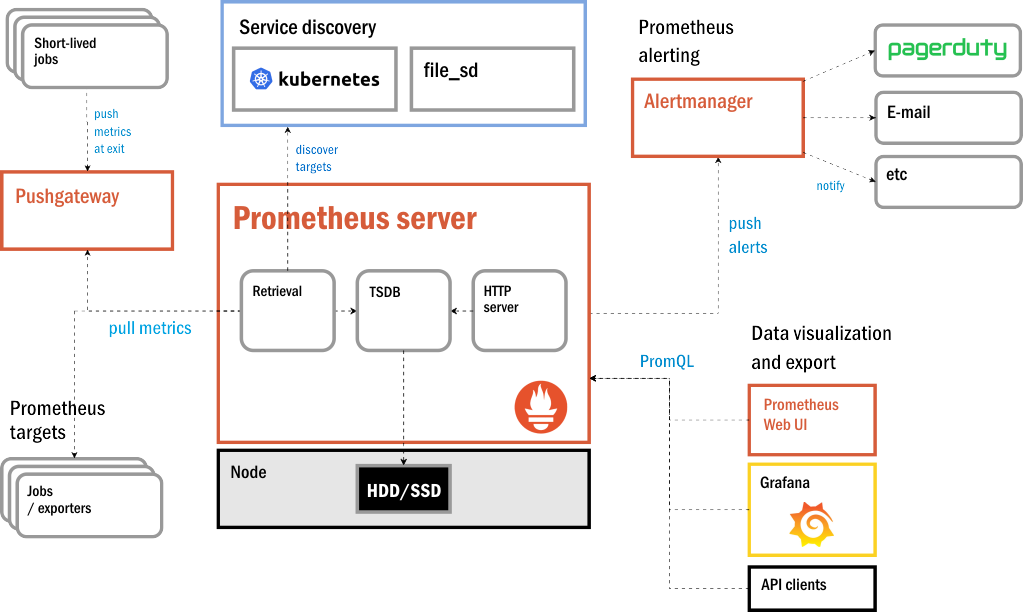 Short-lived
jobs
push
metrics
at exit
Pushgateway
pull metrics
Prometheus
targets
Jobs
/ exporters
Service discovery
kubernetes
file_sd
discover
targets
Prometheus server
Retrieval
TSDB
HTTP
server
Node
HDD/SSD
Prometheus
alerting
Alertmanager
pagerduty
E-mail
etc
notify
push
alerts
PromQL
Data visualization
and export
Prometheus
Web UI
Grafana
API clients